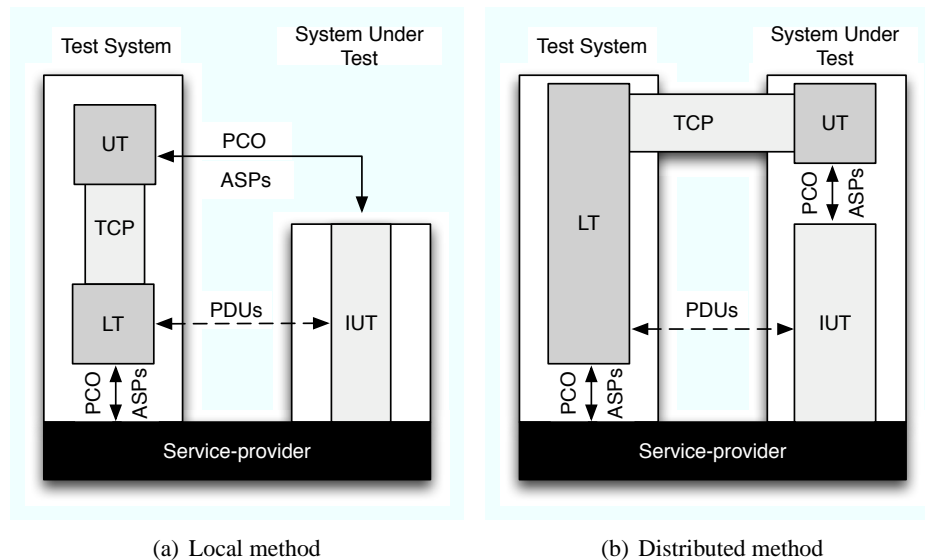 Test System
System Under
Test
UT
PCO
ASPs
TCP
LT
PDUs
IUT
PCO
ASPs
Service-provider
(a) Local method
Test System
System Under
Test
TCP
UT
PCO
ASPs
LT
PDUs
IUT
PCO
ASPs
Service-provider
(b) Distributed method